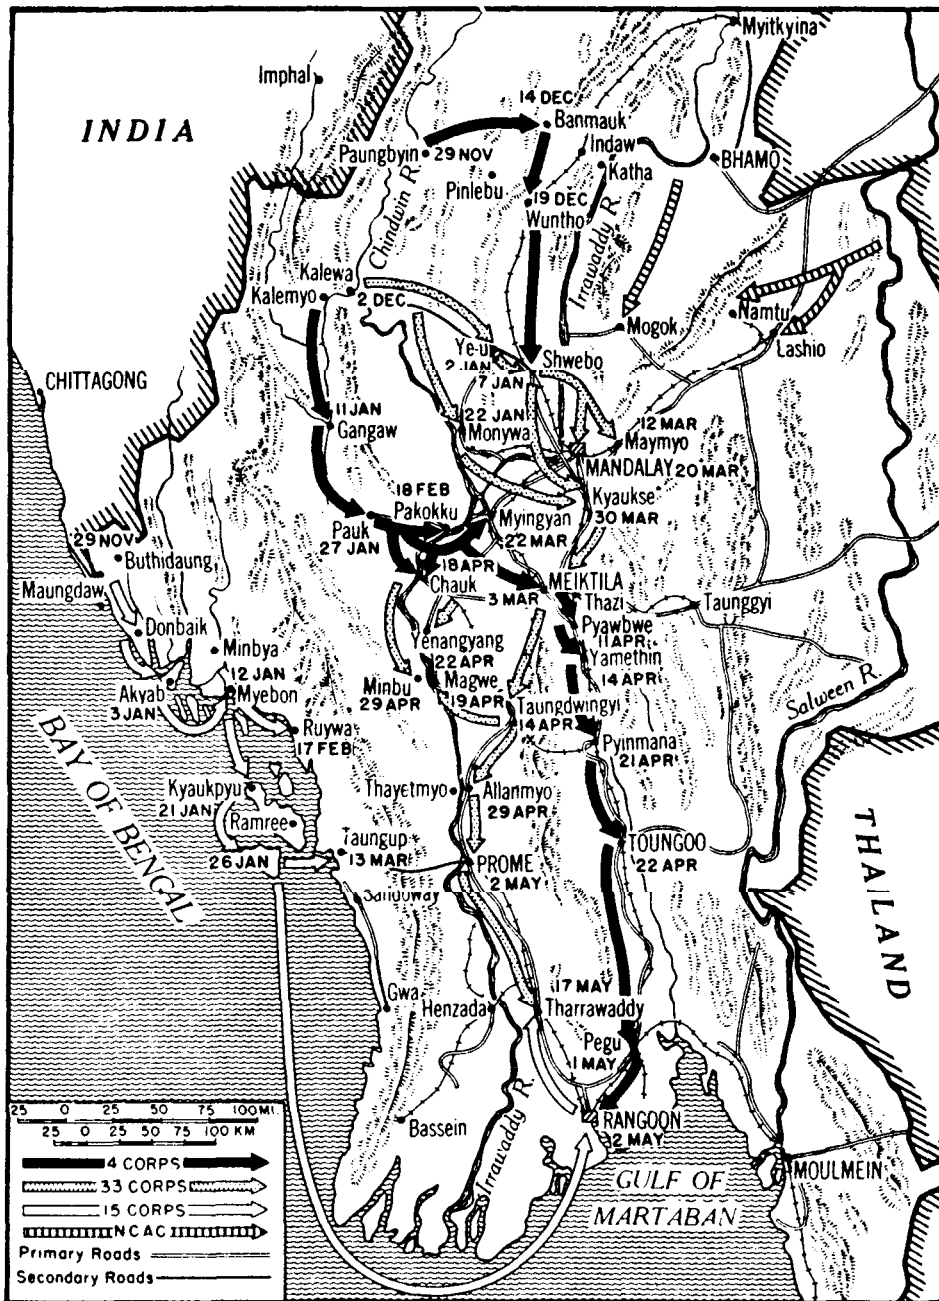 Myitkyina
Imphal
14 DEC
Banmauk
INDIA
Indaw
Paungbyin
29 NOV
BHAMO
Katha
Pinlebu
19 DEC
Wuntho
Chindwin R.
Irrawaddy R.
Kalewa
Kalemyo
2 DEC
Namtu
Mogok
Lashio
Ye-u
2 JAN
Shwebo
7 JAN
CHITTAGONG
11 JAN
Gangaw
22 JAN
Monywa
12 MAR
Maymyo
MANDALAY
20 MAR
18 FEB
Pakokku
Kyaukse
30 MAR
Pauk
27 JAN
Myingyan
22 MAR
29 NOV
Buthidaung
18 APR
Chauk
MEIKTILA
3 MAR
Maungdaw
Thazi
Taunggyi
Pyawbwe
11 APR
Donbaik
Minbya
Yenangyang
22 APR
Yamethin
14 APR
12 JAN
Myebon
Akyab
3 JAN
Minbu
29 APR
Magwe
19 APR
Taungdwingyi
14 APR
Salween R.
Ruywa
17 FEB
Pyinmana
21 APR
BAY OF BENGAL
Kyaukpyu
21 JAN
Thayetmyo
Allanmyo
29 APR
THAILAND
Ramree
TOUNGOO
22 APR
26 JAN
Taungup
13 MAR
PROME
2 MAY
Sandoway
17 MAY
Gwa
Henzada
Tharrawaddy
Pegu
1 MAY
RANGOON
2 MAY
Bassein
Irrawaddy R.
MOULMEIN
GULF OF
MARTABAN
25 0 25 50 75 100 MI.
25 0 25 50 75 100 KM
4 CORPS
33 CORPS
15 CORPS
NCAC
Primary Roads
Secondary Roads